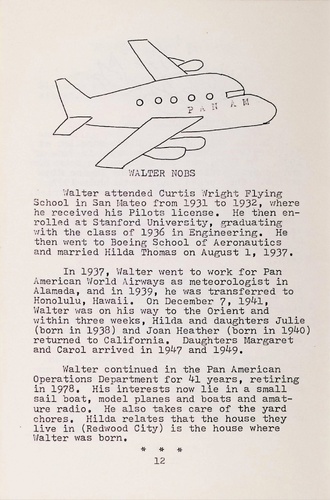 PAN AM
WALTER NOBS
Walter attended Curtis Wright Flying
School in San Mateo from 1931 to 1932, where
he received his Pilots license. He then en-
rolled at Stanford University, graduating
with the class of 1936 in Engineering. He
then went to Boeing School of Aeronautics
and married Hilda Thomas on August 1, 1937.
In 1937, Walter went to work for Pan
American World Airways as meteorologist in
Alameda, and in 1939, he was transferred to
Honolulu, Hawaii. On December 7, 1941,
Walter was on his way to the Orient and
within three weeks, Hilda and daughters Julie
(born in 1938) and Joan Heather (born in 1940)
returned to California. Daughters Margaret
and Carol arrived in 1947 and 1949.
Walter continued in the Pan American
Operations Department for 41 years, retiring
in 1978. His interests now lie in a small
sail boat, model planes and boats and amat-
ure radio. He also takes care of the yard
chores. Hilda relates that the house they
live in (Redwood City) is the house where
Walter was born.
* * *
12